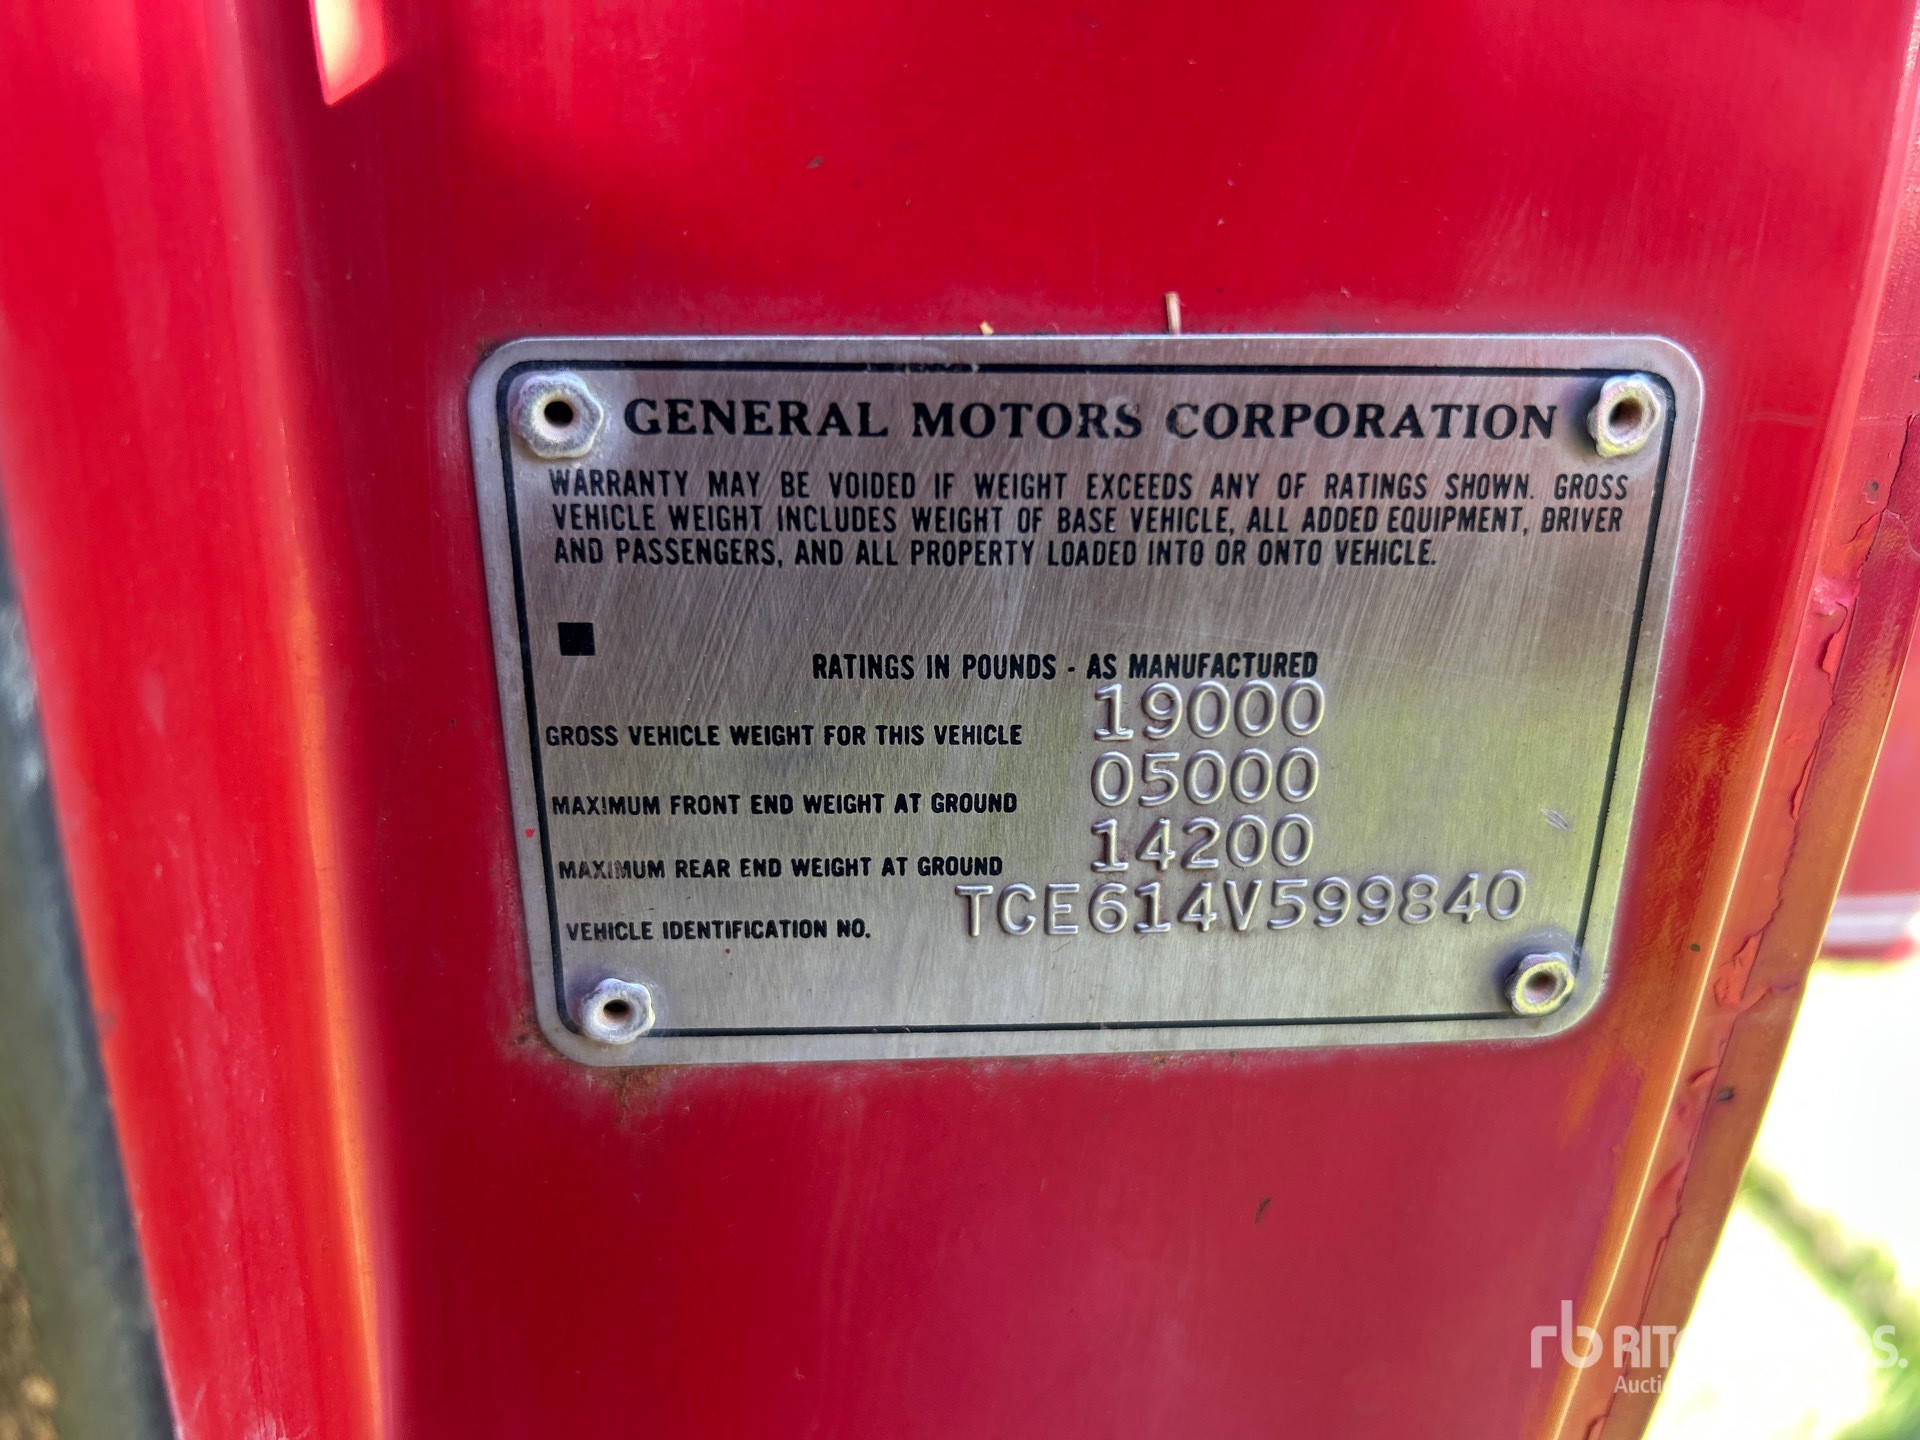 GENERAL MOTORS CORPORATION
WARRANTY MAY BE VOIDED IF WEIGHT EXCEEDS ANY OF RATINGS SHOWN. GROSS
VEHICLE WEIGHT INCLUDES WEIGHT OF BASE VEHICLE, ALL ADDED EQUIPMENT, DRIVER
AND PASSENGERS, AND ALL PROPERTY LOADED INTO OR ONTO VEHICLE.
RATINGS IN POUNDS - AS MANUFACTURED
GROSS VEHICLE WEIGHT FOR THIS VEHICLE 19000
MAXIMUM FRONT END WEIGHT AT GROUND 05000
MAXIMUM REAR END WEIGHT AT GROUND 14200
VEHICLE IDENTIFICATION NO. TCE614V599840
rb